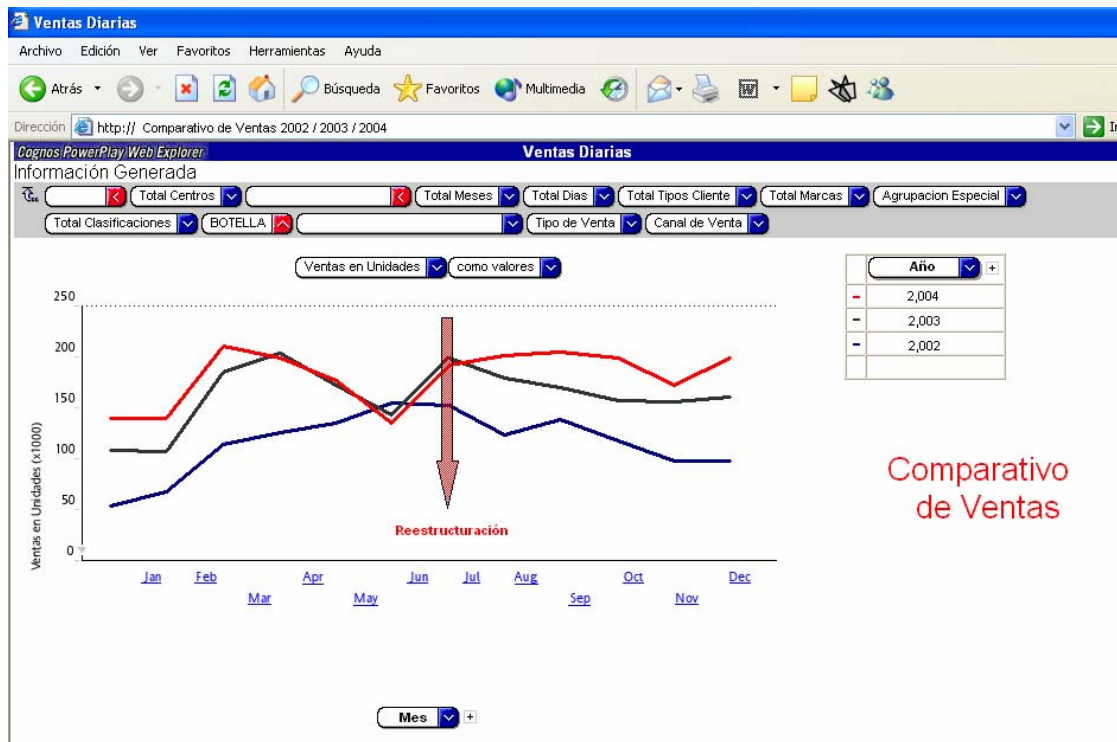 Ventas Diarias
Archivo Edición Ver Favoritos Herramientas Ayuda
Atrás Búsqueda Favoritos Multimedia
Dirección http:// Comparativo de Ventas 2002 / 2003 / 2004
Cognos PowerPlay Web Explorer Ventas Diarias
Información Generada
Total Centros Total Meses Total Dias Total Tipos Cliente Total Marcas Agrupacion Especial
Total Clasificaciones BOTELLA Tipo de Venta Canal de Venta
Ventas en Unidades como valores
Año
2,004
2,003
2,002
250
200
150
100
50
0
Ventas en Unidades (x1000)
Reestructuración
Comparativo
de Ventas
Jan Feb Apr Jun Jul Aug Oct Dec
Mar May Sep Nov
Mes